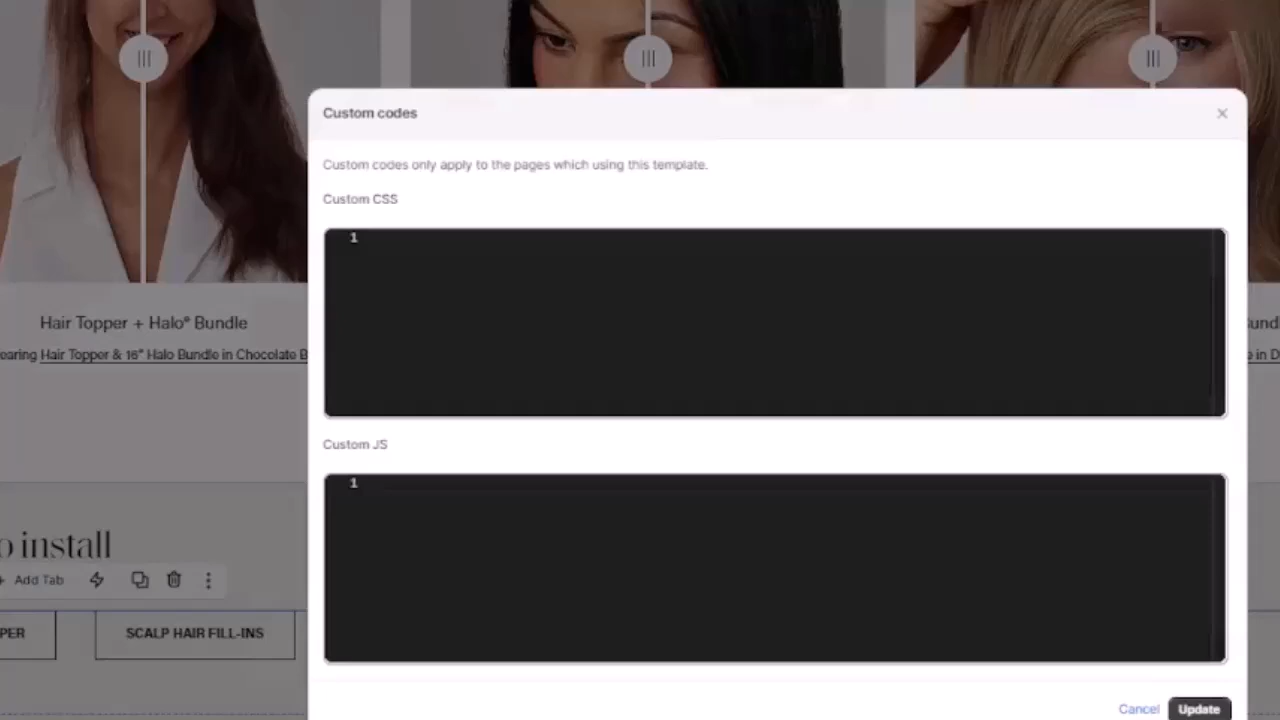 Custom codes
Custom codes only apply to the pages which using this template.
Custom CSS
1
Hair Topper + Halo® Bundle
earing Hair Topper & 16" Halo Bundle in Chocolate B
Bund
e in D
Custom JS
1
o install
+ Add Tab
PER
SCALP HAIR FILL-INS
Cancel
Update